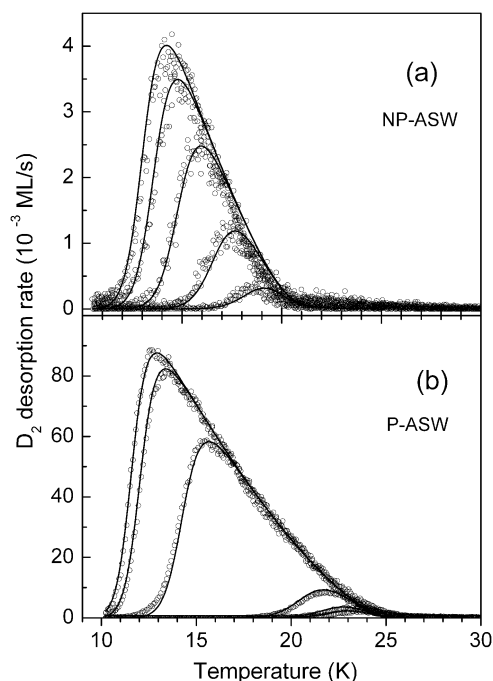 4
3
2
1
0
(a)
NP-ASW
D₂ desorption rate (10⁻³ ML/s)
80
60
40
20
0
(b)
P-ASW
10 15 20 25 30
Temperature (K)